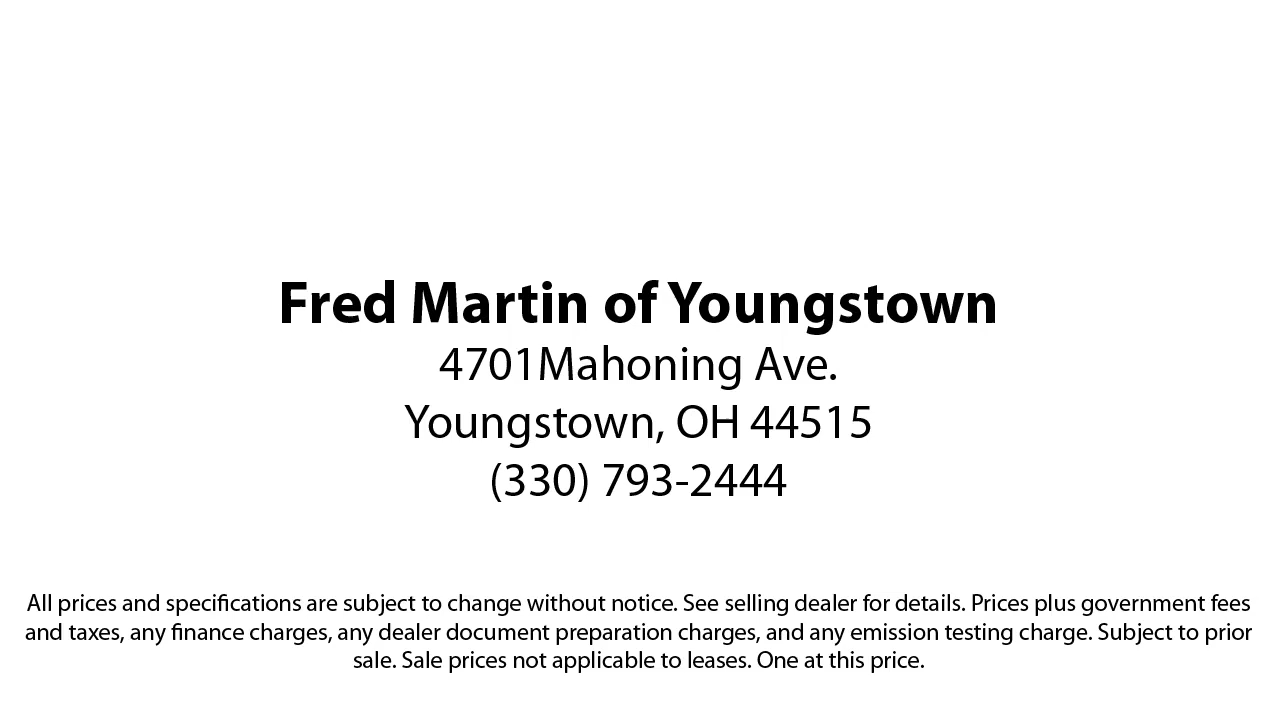 Fred Martin of Youngstown
4701Mahoning Ave.
Youngstown, OH 44515
(330) 793-2444
All prices and specifications are subject to change without notice. See selling dealer for details. Prices plus government fees
and taxes, any finance charges, any dealer document preparation charges, and any emission testing charge. Subject to prior
sale. Sale prices not applicable to leases. One at this price.